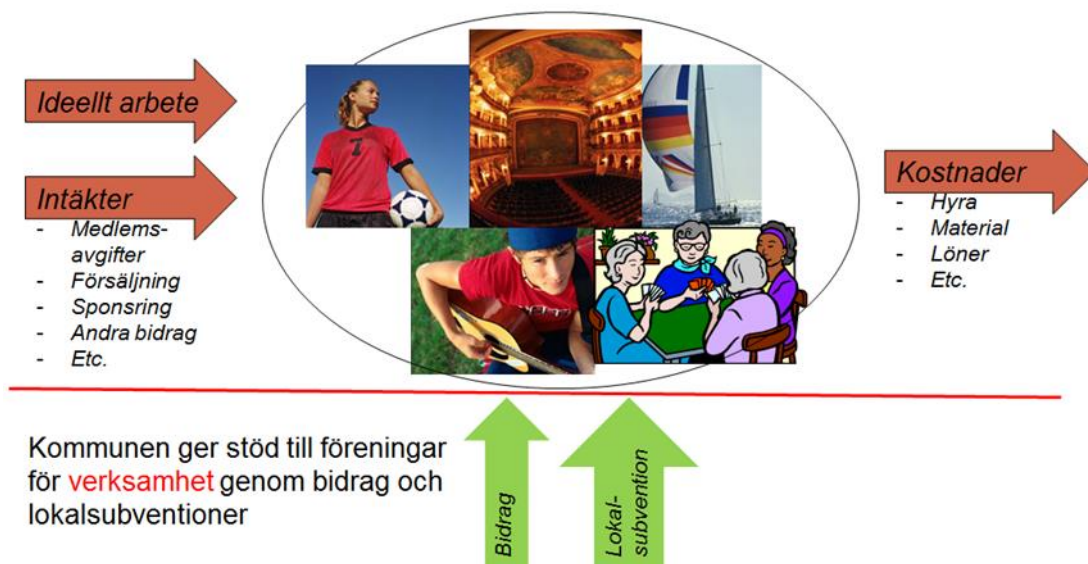 Ideellt arbete
Intäkter
- Medlems-
avgifter
- Försäljning
- Sponsring
- Andra bidrag
- Etc.
7
Kostnader
- Hyra
- Material
- Löner
- Etc.
Kommunen ger stöd till föreningar
för verksamhet genom bidrag och
lokalsubventioner
Bidrag
Lokal-
subvention